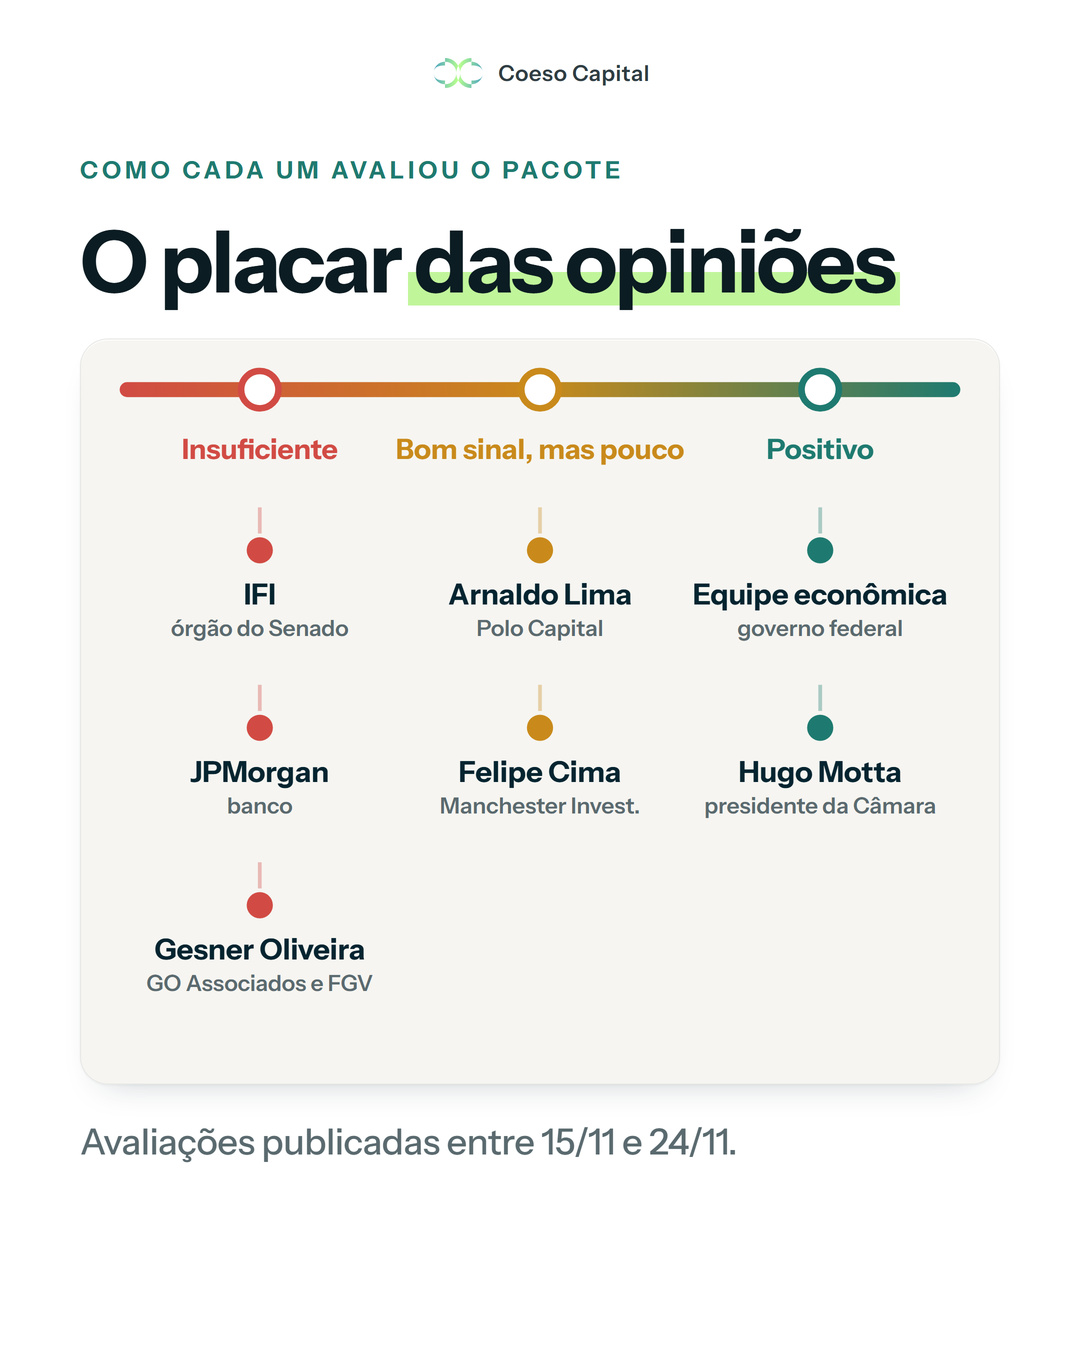 Coeso Capital
COMO CADA UM AVALIOU O PACOTE
O placar das opiniões
Insuficiente
Bom sinal, mas pouco
Positivo
IFI
órgão do Senado
Arnaldo Lima
Polo Capital
Equipe econômica
governo federal
JPMorgan
banco
Felipe Cima
Manchester Invest.
Hugo Motta
presidente da Câmara
Gesner Oliveira
GO Associados e FGV
Avaliações publicadas entre 15/11 e 24/11.